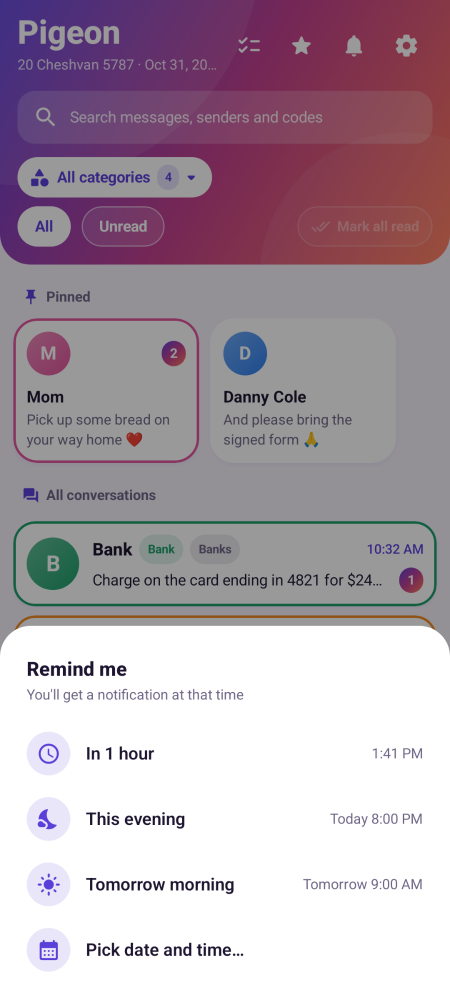 Pigeon
20 Cheshvan 5787 · Oct 31, 20…
Search messages, senders and codes
All categories 4
All Unread Mark all read
Pinned
M 2 D
Mom Danny Cole
Pick up some bread on And please bring the
your way home ❤️ signed form 🙏
All conversations
B Bank Bank Banks 10:32 AM
Charge on the card ending in 4821 for $24… 1
Remind me
You'll get a notification at that time
In 1 hour 1:41 PM
This evening Today 8:00 PM
Tomorrow morning Tomorrow 9:00 AM
Pick date and time…